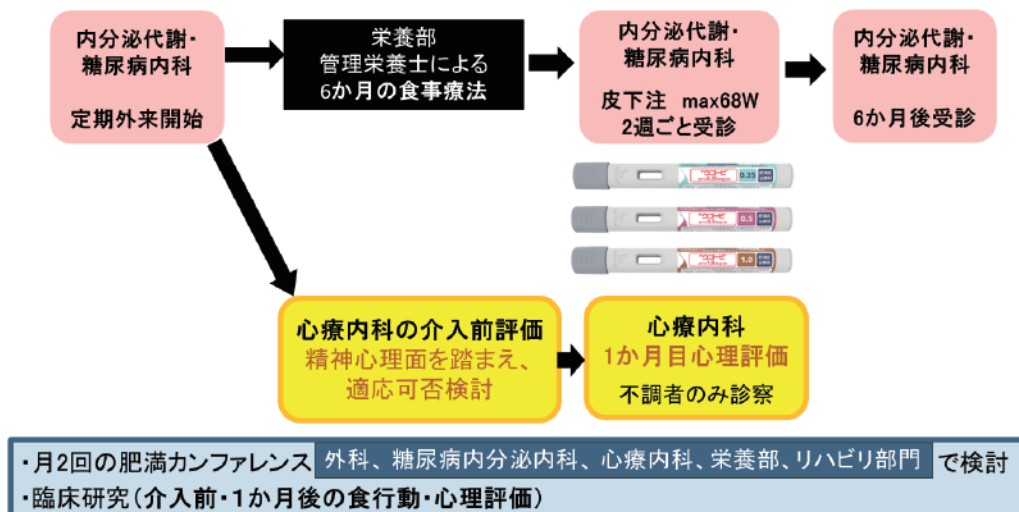 内分泌代謝・
糖尿病内科
定期外来開始
栄養部
管理栄養士による
6か月の食事療法
内分泌代謝・
糖尿病内科
皮下注 max68W
2週ごと受診
内分泌代謝・
糖尿病内科
6か月後受診
0.25
0.5
1.0
心療内科の介入前評価
精神心理面を踏まえ、
適応可否検討
心療内科
1か月目心理評価
不調者のみ診察
・月2回の肥満カンファレンス 外科、糖尿病内分泌内科、心療内科、栄養部、リハビリ部門 で検討
・臨床研究(介入前・1か月後の食行動・心理評価)